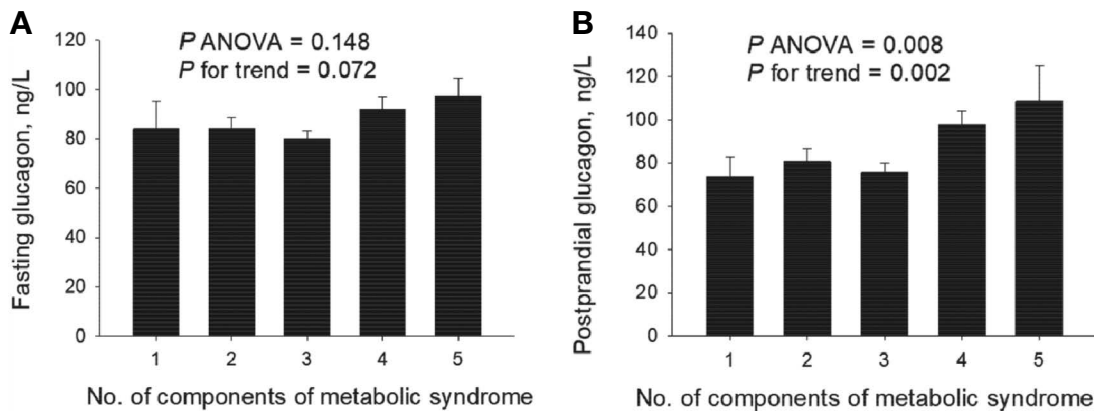 A
P ANOVA = 0.148
P for trend = 0.072
Fasting glucagon, ng/L
120
100
80
60
40
20
0
1 2 3 4 5
No. of components of metabolic syndrome
B
P ANOVA = 0.008
P for trend = 0.002
Postprandial glucagon, ng/L
140
120
100
80
60
40
20
0
1 2 3 4 5
No. of components of metabolic syndrome